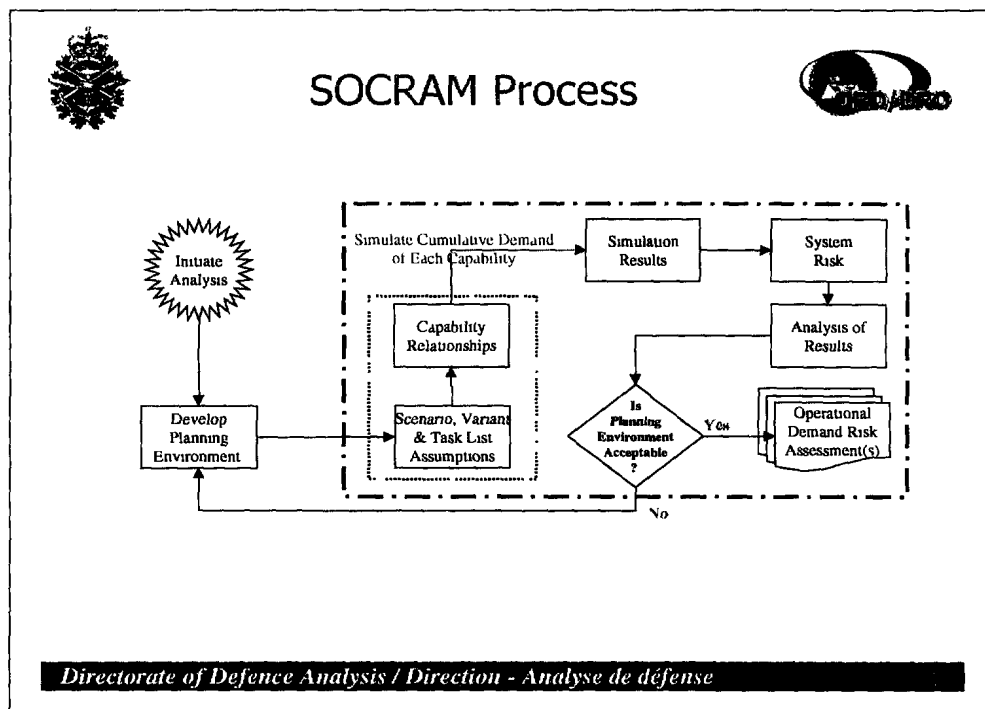 SOCRAM Process
ORD/DRO
Initiate
Analysis
Develop
Planning
Environment
Scenario, Variant
& Task List
Assumptions
Capability
Relationships
Simulate Cumulative Demand
of Each Capability
Simulation
Results
System
Risk
Analysis of
Results
Is
Planning
Environment
Acceptable
?
Yes
Operational
Demand Risk
Assessment(s)
No
Directorate of Defence Analysis / Direction - Analyse de défense